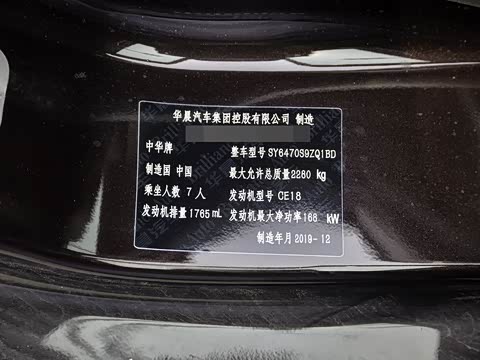 华晨汽车集团控股有限公司 制造
中华牌 整车型号 SY6470S9ZQ1BD
制造国 中国 最大允许总质量 2280 kg
乘坐人数 7 人 发动机型号 CE18
发动机排量 1765 mL 发动机最大净功率 168 kW
制造年月 2019-12